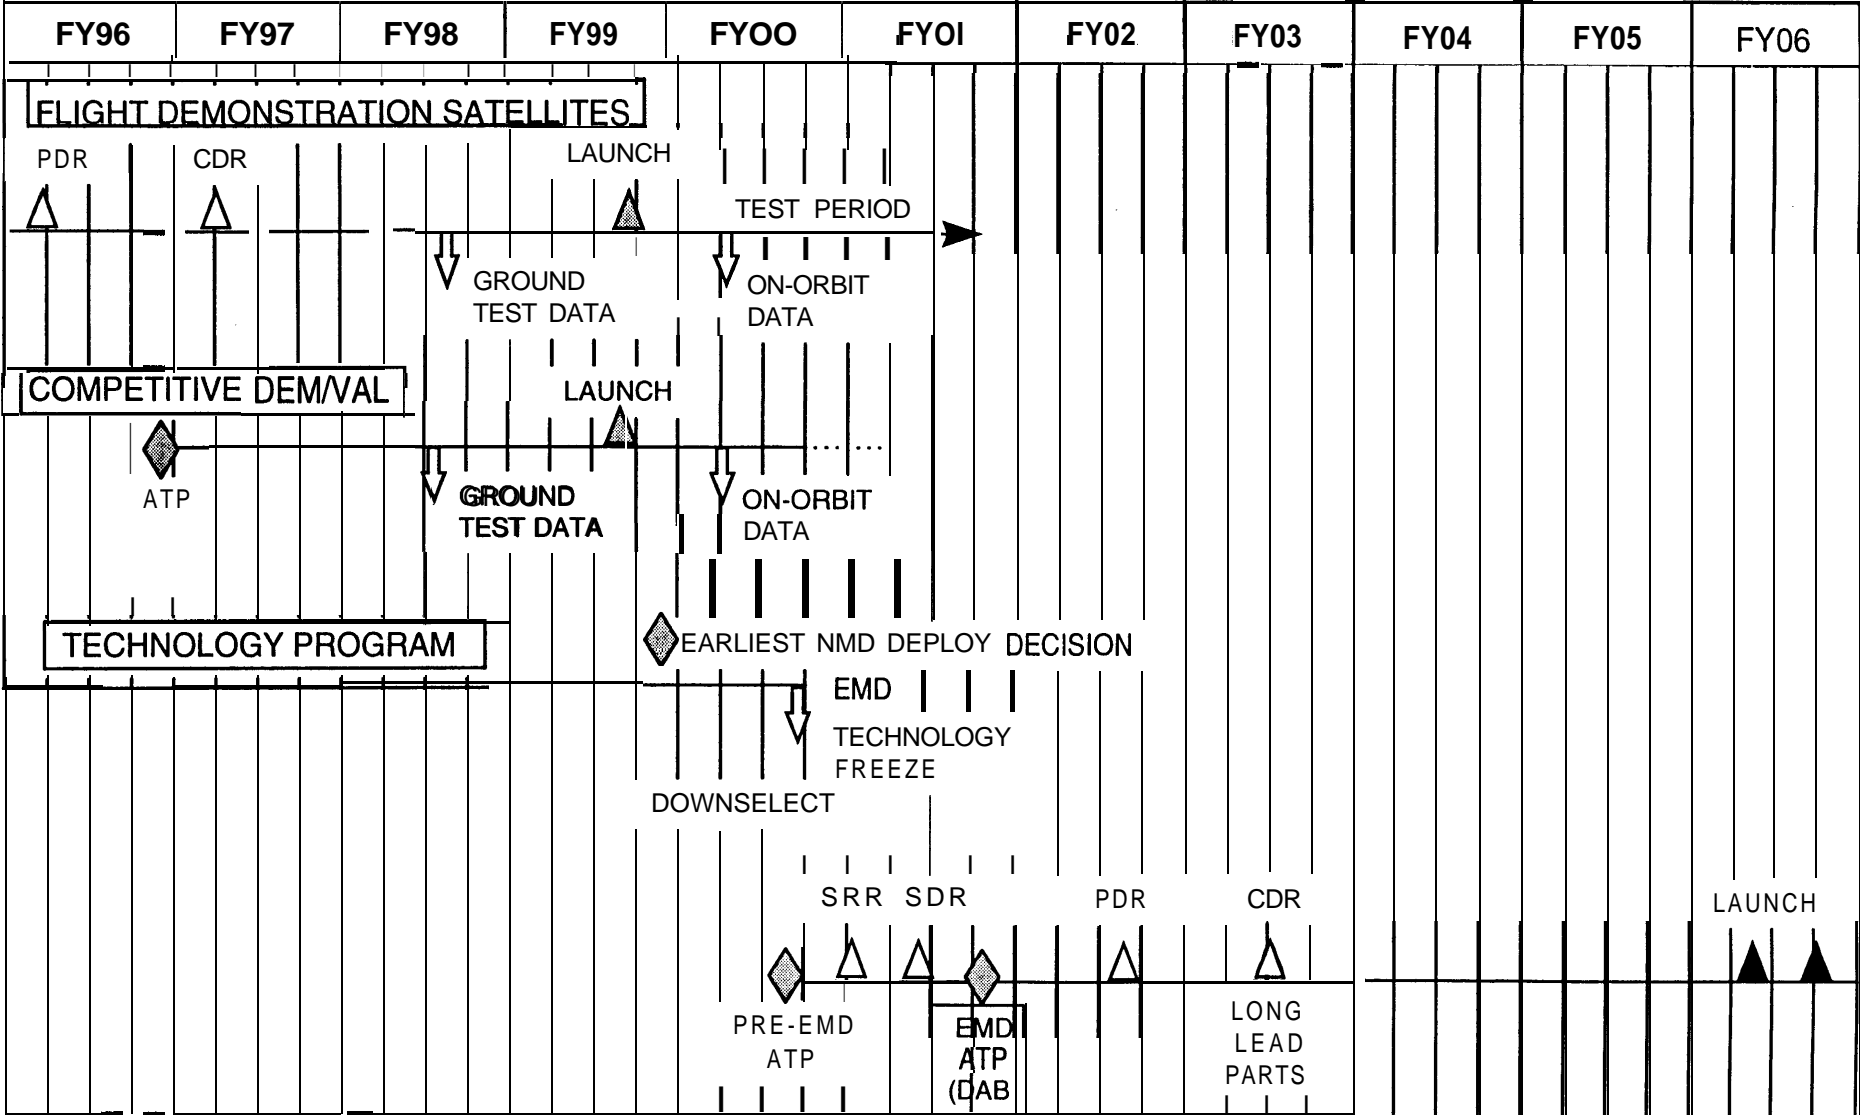 FY96 FY97 FY98 FY99 FYOO FYOI FY02 FY03 FY04 FY05 FY06
FLIGHT DEMONSTRATION SATELLITES
PDR CDR LAUNCH
TEST PERIOD
GROUND
TEST DATA
ON-ORBIT
DATA
COMPETITIVE DEM/VAL
LAUNCH
ATP
GROUND
TEST DATA
ON-ORBIT
DATA
TECHNOLOGY PROGRAM
EARLIEST NMD DEPLOY DECISION
EMD
TECHNOLOGY
FREEZE
DOWNSELECT
SRR SDR PDR CDR LAUNCH
PRE-EMD
ATP
EMD
ATP
(DAB
LONG
LEAD
PARTS